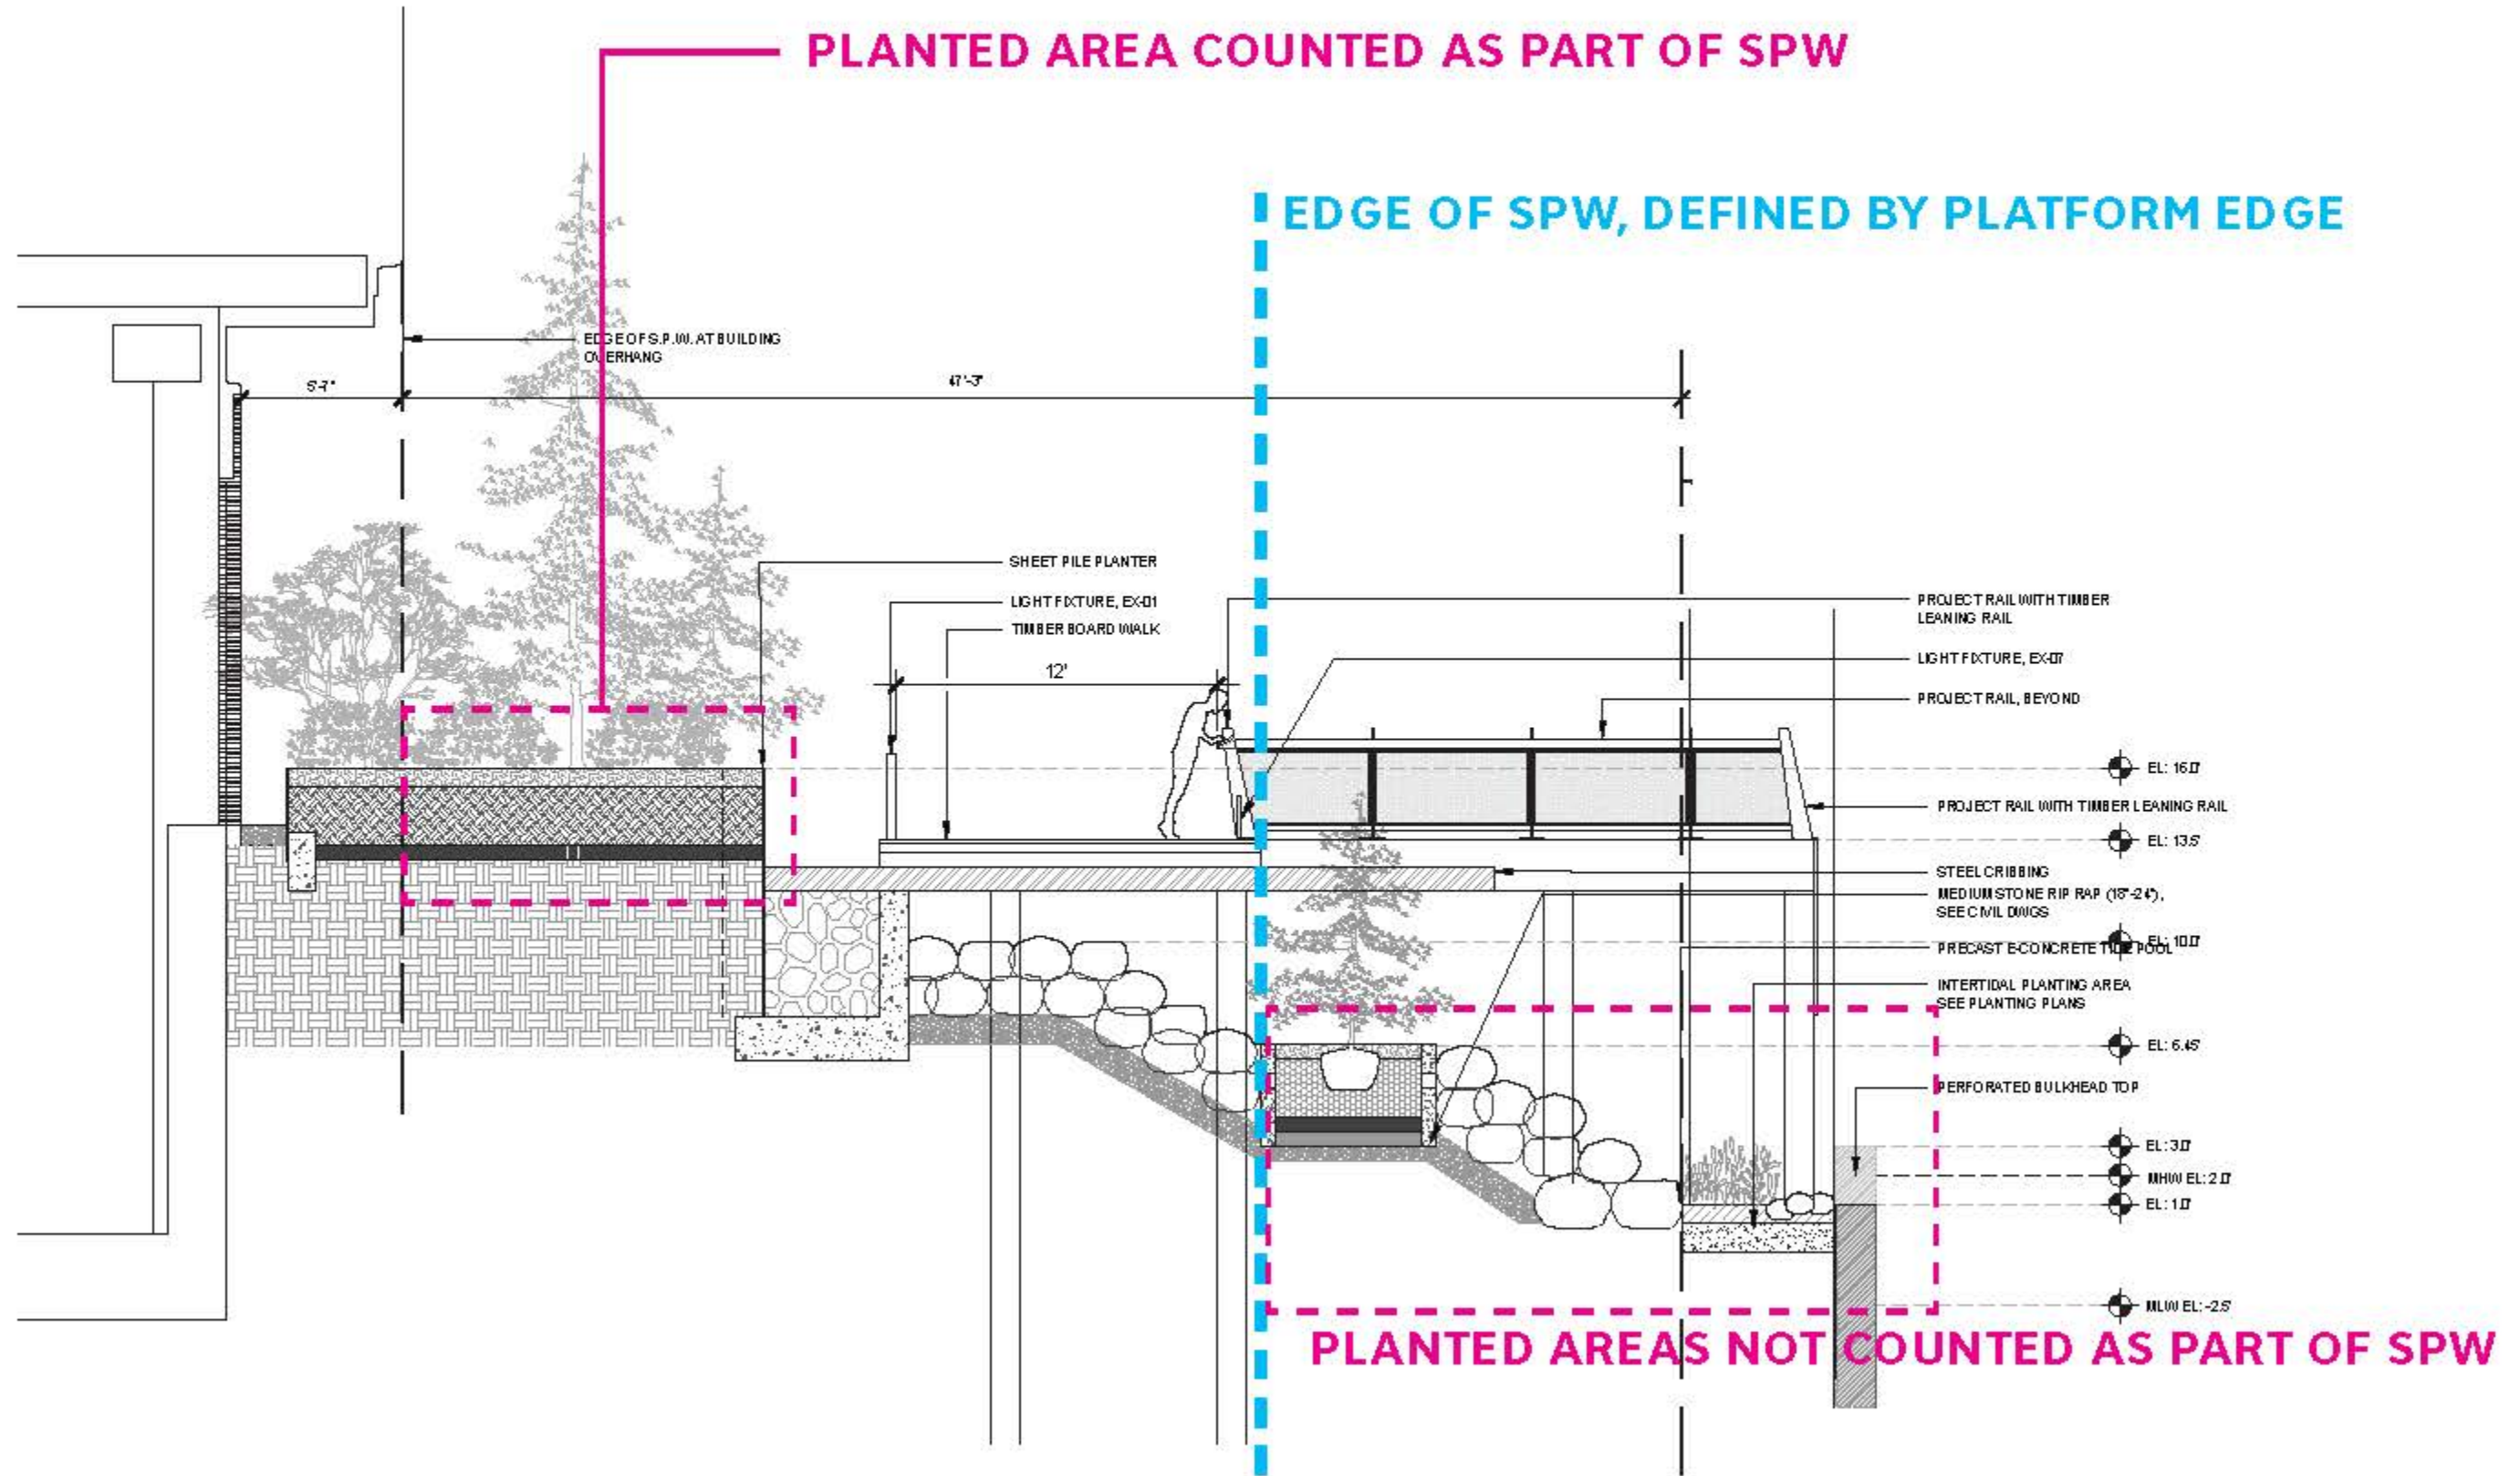 PLANTED AREA COUNTED AS PART OF SPW
EDGE OF SPW, DEFINED BY PLATFORM EDGE
EDGE OF S.P.W. AT BUILDING
OVERHANG
47'-3"
SHEET PILE PLANTER
LIGHT FIXTURE, EX-01
TIMBER BOARD WALK
12'
PROJECT RAIL WITH TIMBER
LEANING RAIL
LIGHT FIXTURE, EX-07
PROJECT RAIL, BEYOND
EL: 16.0'
PROJECT RAIL WITH TIMBER LEANING RAIL
EL: 13.5'
STEEL CRIBBING
MEDIUM STONE RIP RAP (18"-24"),
SEE CIVIL DWGS
EL: 10.0'
PRECAST E-CONCRETE TIDE POOL
INTERTIDAL PLANTING AREA
SEE PLANTING PLANS
EL: 6.45'
PERFORATED BULKHEAD TOP
EL: 3.0'
MHW EL: 2.0'
EL: 1.0'
MLW EL: -2.5'
PLANTED AREAS NOT COUNTED AS PART OF SPW